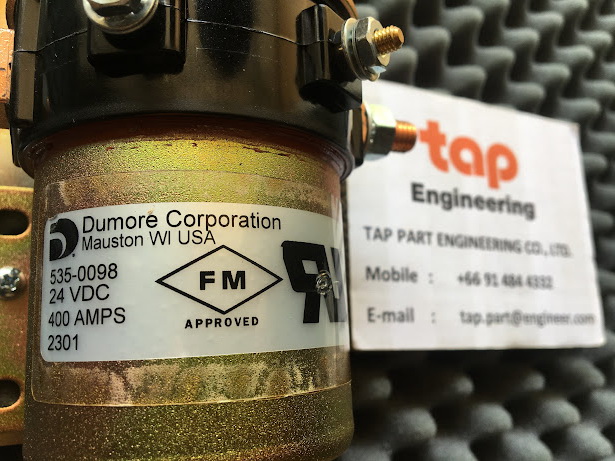 Dumore Corporation
Mauston WI USA
535-0098
24 VDC
400 AMPS
2301
FM
APPROVED
tap
Engineering
TAP PART ENGINEERING CO., LTD.
Mobile : +66 91 484 4332
E-mail : tap.part@engineer.com